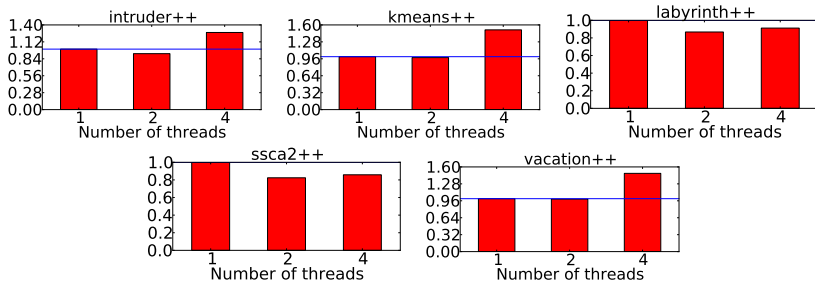 intruder++
1.40
1.12
0.84
0.56
0.28
0.00
1 2 4
Number of threads
kmeans++
1.60
1.28
0.96
0.64
0.32
0.00
1 2 4
Number of threads
labyrinth++
1.0
0.8
0.6
0.4
0.2
0.0
1 2 4
Number of threads
ssca2++
1.0
0.8
0.6
0.4
0.2
0.0
1 2 4
Number of threads
vacation++
1.60
1.28
0.96
0.64
0.32
0.00
1 2 4
Number of threads